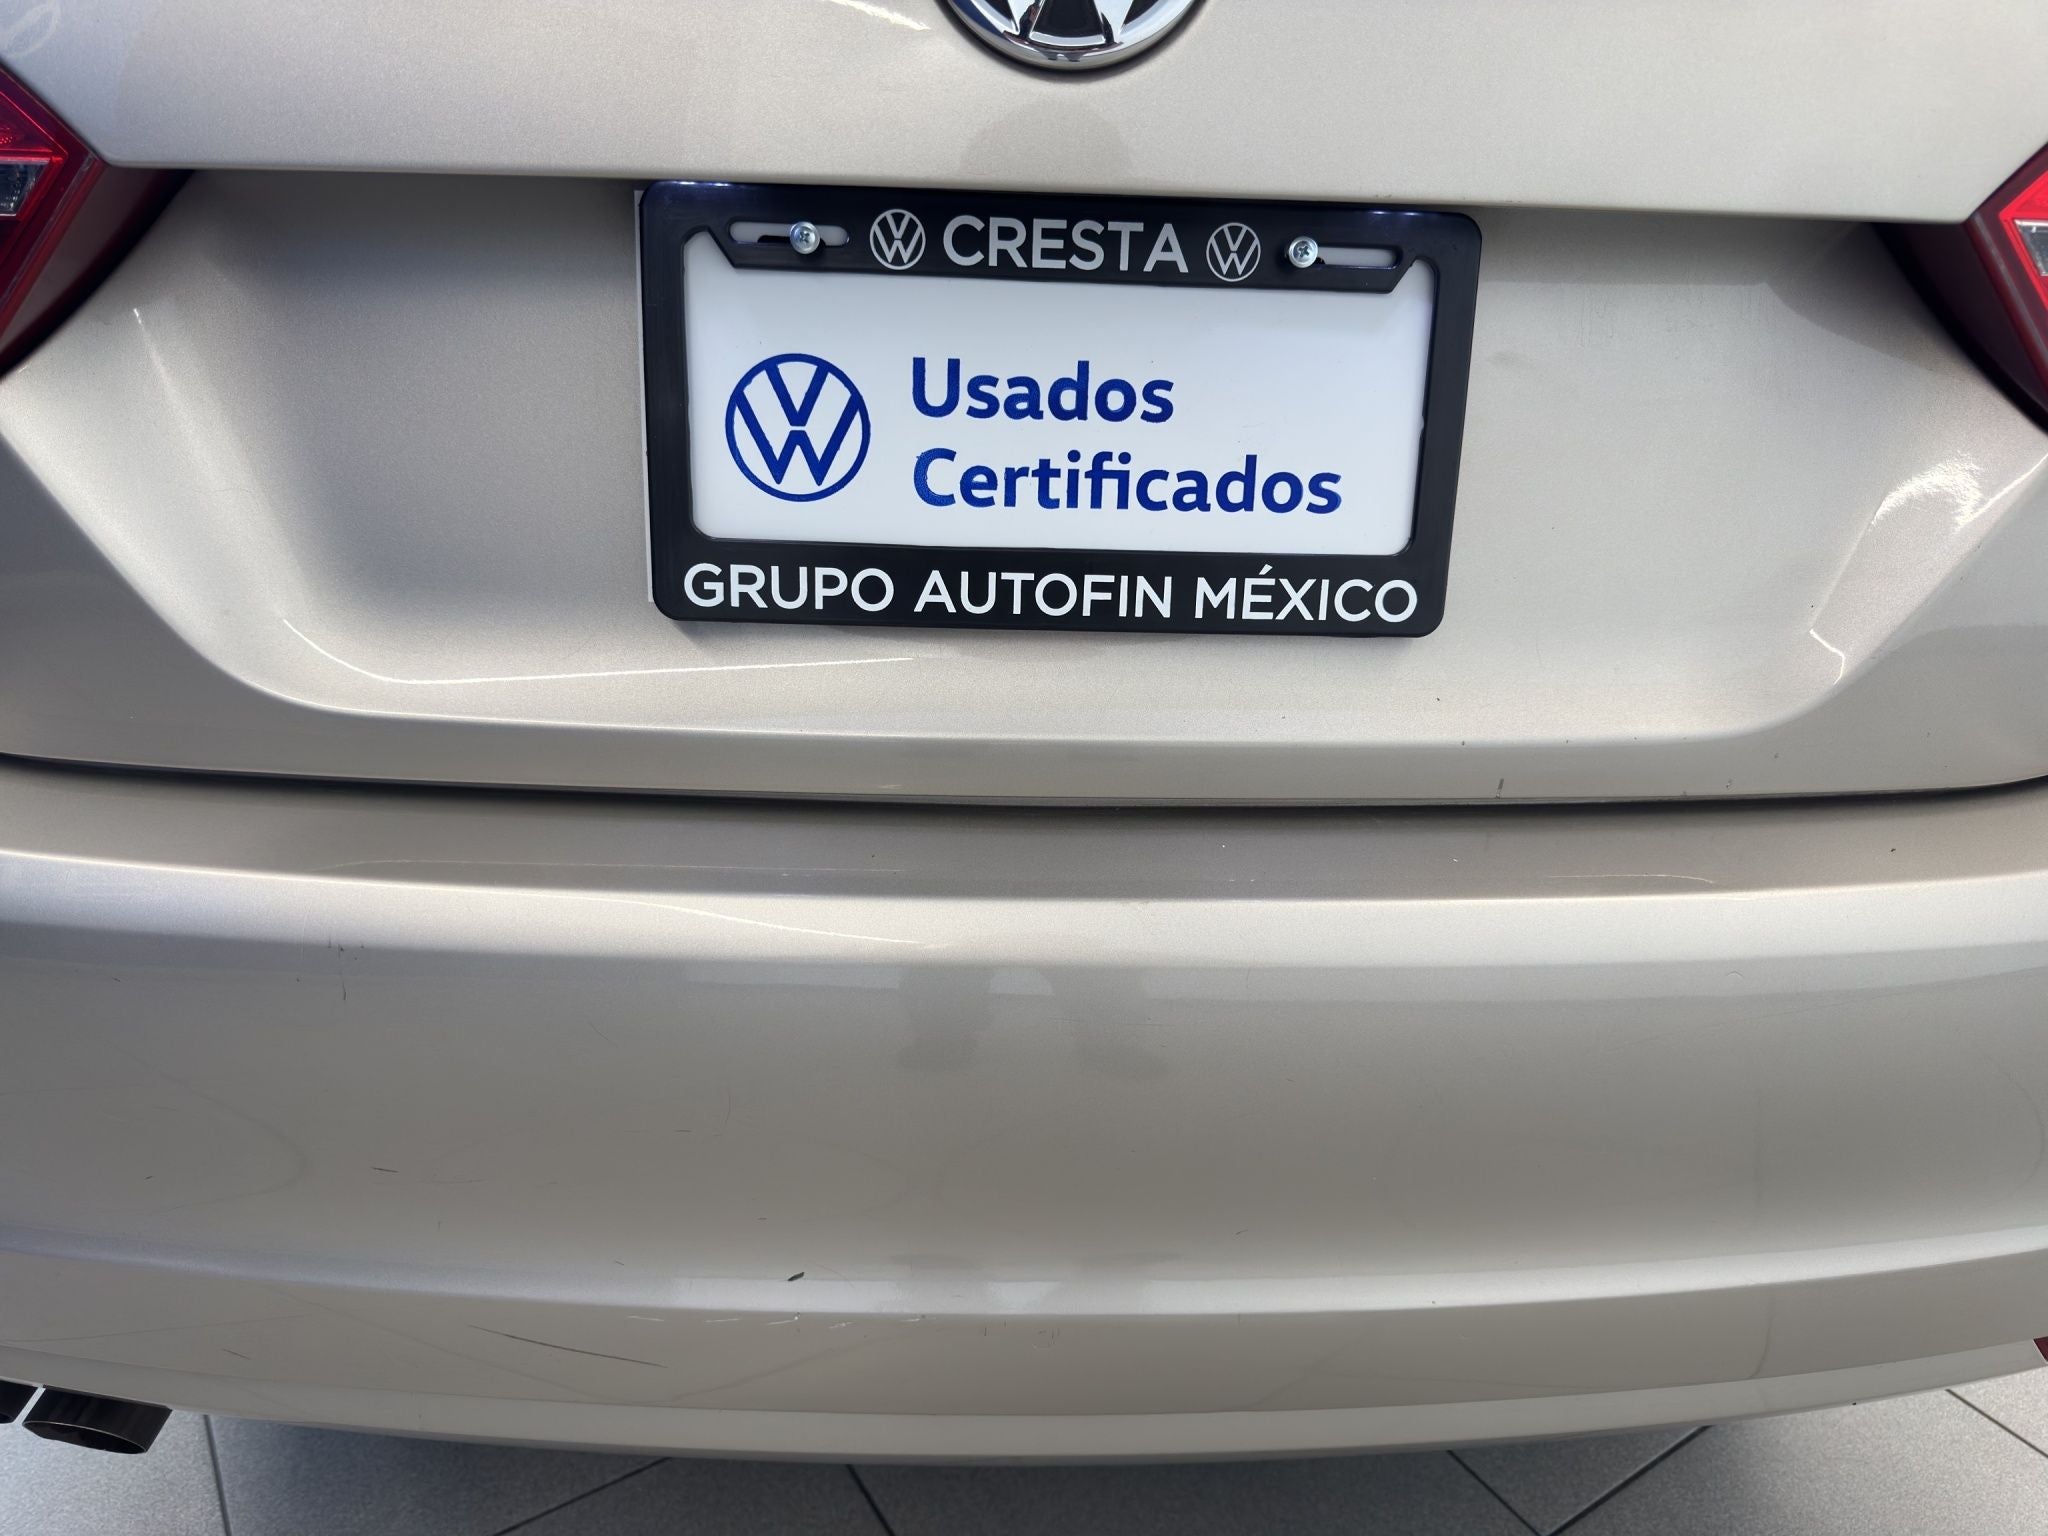 CRESTA
Usados
Certificados
GRUPO AUTOFIN MÉXICO